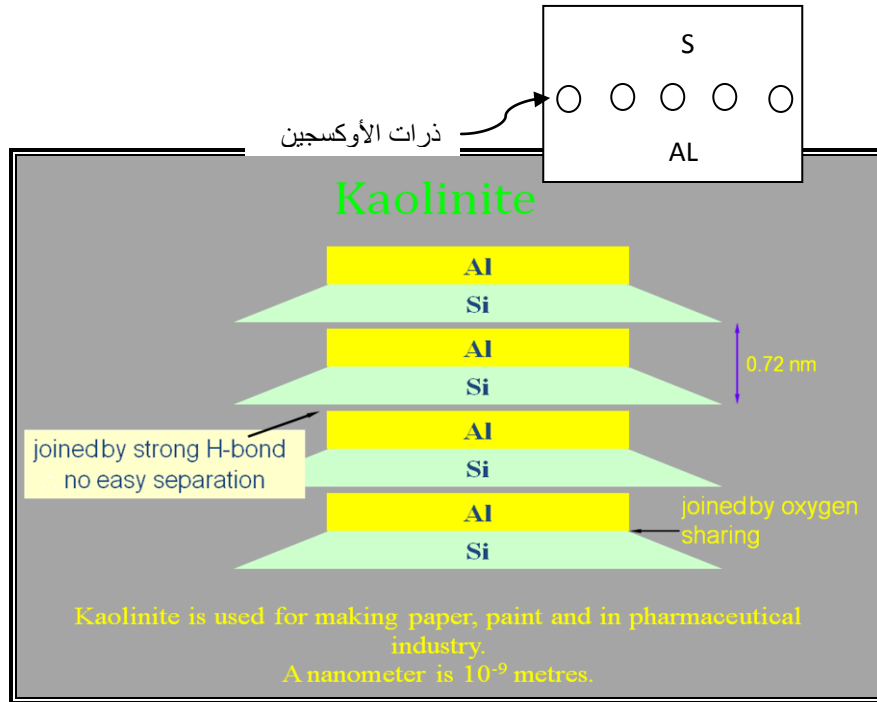 S
ذرات الأوكسجين
AL
Kaolinite
Al
Si
Al
Si
0.72 nm
joined by strong H-bond
no easy separation
Al
Si
Al
Si
joined by oxygen
sharing
Kaolinite is used for making paper, paint and in pharmaceutical
industry.
A nanometer is 10⁻⁹ metres.